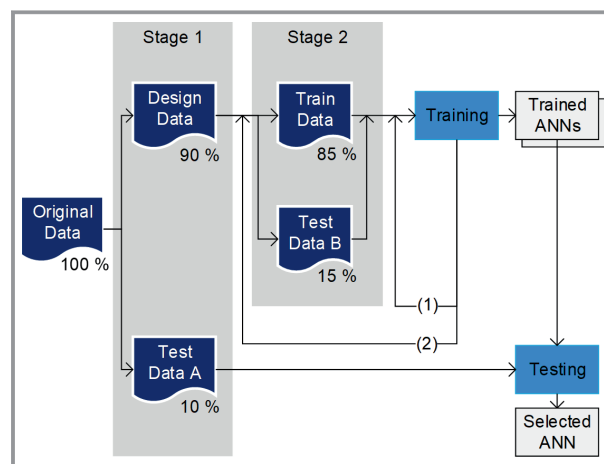 Stage 1
Stage 2
Design
Data
90 %
Train
Data
85 %
Training
Trained
ANNs
Original
Data
100 %
Test
Data B
15 %
(1)
(2)
Test
Data A
10 %
Testing
Selected
ANN